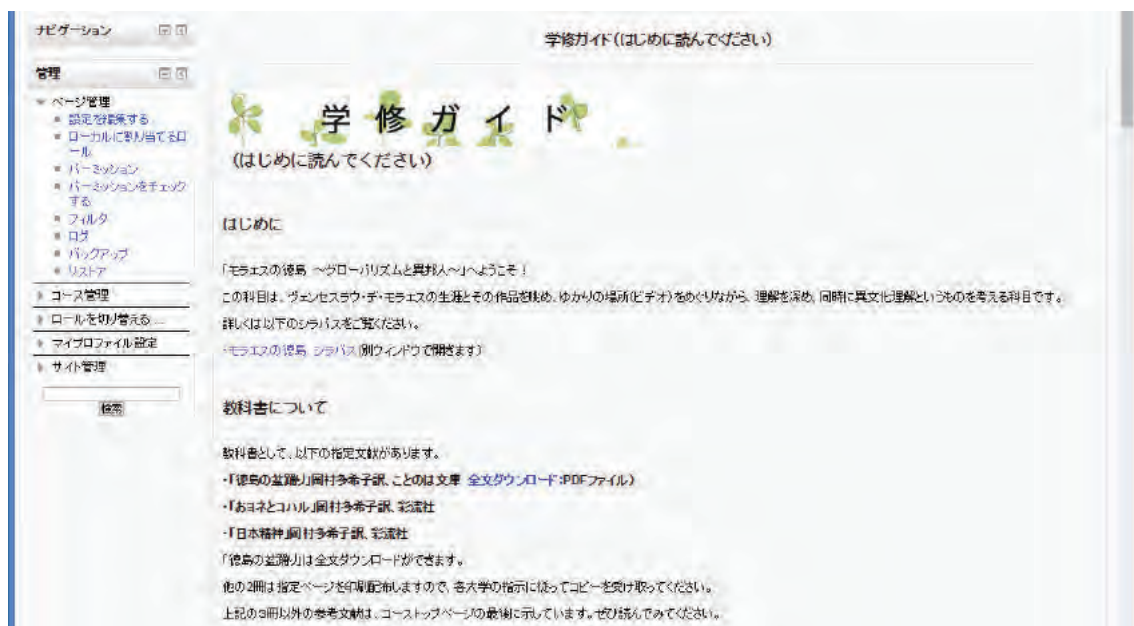 ナビゲーション
管理
ページ管理
設定を編集する
ローカルに割り当てるロ
ール
パーミッション
パーミッションをチェック
する
フィルタ
ログ
バックアップ
リストア
コース管理
ロールを切り替える ...
マイプロファイル設定
サイト管理
検索
学修ガイド(はじめに読んでください)
学修ガイド
(はじめに読んでください)
はじめに
「モラエスの徳島 ～グローバリズムと異邦人～」へようこそ！
この科目は、ヴェンセスラウ・デ・モラエスの生涯とその作品を眺め、ゆかりの場所(ビデオ)をめぐりながら、理解を深め、同時に異文化理解というものを考える科目です。
詳しくは以下のシラバスをご覧ください。
・モラエスの徳島 シラバス(別ウィンドウで開きます)
教科書について
教科書として、以下の指定文献があります。
・「徳島の盆踊り」岡村多希子訳、ことのは文庫 全文ダウンロード:PDFファイル)
・「おヨネとコハル」岡村多希子訳、彩流社
・「日本精神」岡村多希子訳、彩流社
「徳島の盆踊り」は全文ダウンロードができます。
他の2冊は指定ページを印刷配布しますので、各大学の指示に従ってコピーを受け取ってください。
上記の3冊以外の参考文献は、コーストップページの最後に示しています。ぜひ読んでみてください。